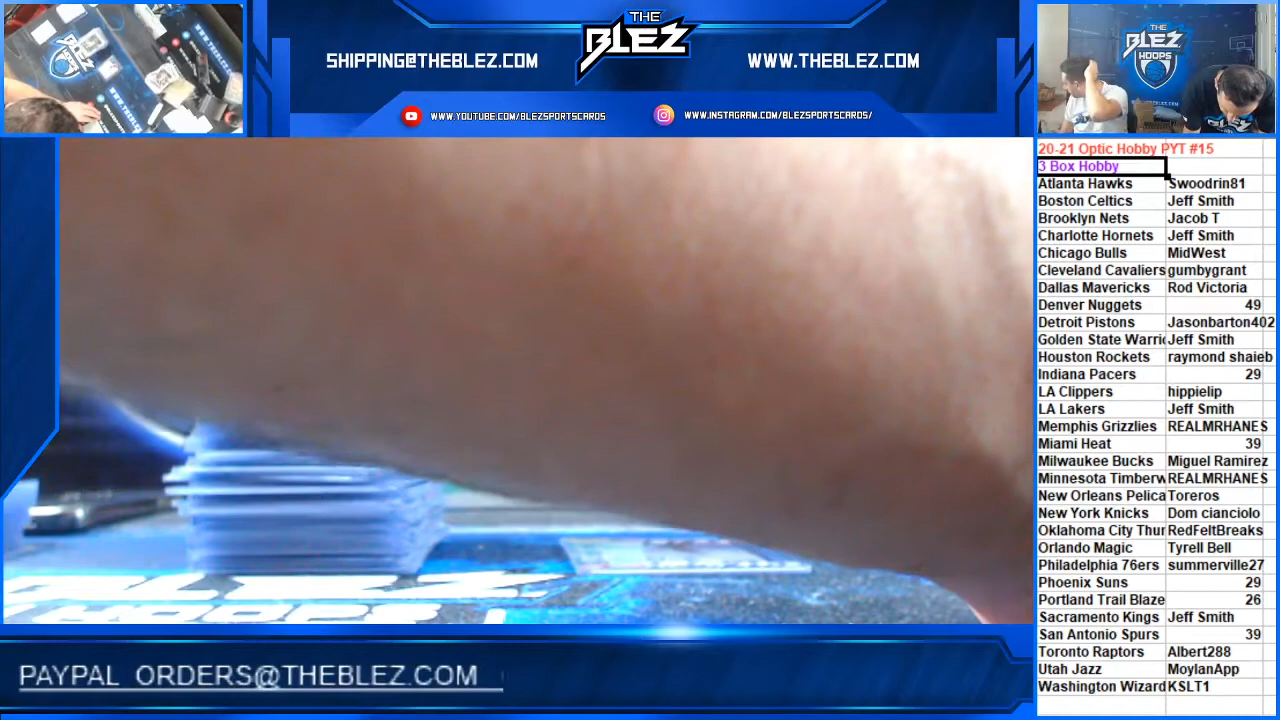 THE
BLEZ
SHIPPING@THEBLEZ.COM
WWW.THEBLEZ.COM
WWW.YOUTUBE.COM/BLEZSPORTSCARDS
WWW.INSTAGRAM.COM/BLEZSPORTSCARDS/
THE
BLEZ
HOOPS
20-21 Optic Hobby PYT #15
3 Box Hobby
Atlanta Hawks Swoodrin81
Boston Celtics Jeff Smith
Brooklyn Nets Jacob T
Charlotte Hornets Jeff Smith
Chicago Bulls MidWest
Cleveland Cavaliers gumbygrant
Dallas Mavericks Rod Victoria
Denver Nuggets 49
Detroit Pistons Jasonbarton402
Golden State Warric Jeff Smith
Houston Rockets raymond shaieb
Indiana Pacers 29
LA Clippers hippielip
LA Lakers Jeff Smith
Memphis Grizzlies REALMRHANES
Miami Heat 39
Milwaukee Bucks Miguel Ramirez
Minnesota Timberw REALMRHANES
New Orleans Pelica Toreros
New York Knicks Dom cianciolo
Oklahoma City Thur RedFeltBreaks
Orlando Magic Tyrell Bell
Philadelphia 76ers summerville27
Phoenix Suns 29
Portland Trail Blaze 26
Sacramento Kings Jeff Smith
San Antonio Spurs 39
Toronto Raptors Albert288
Utah Jazz MoylanApp
Washington Wizard KSLT1
BLEZ
HOOPS
PAYPAL ORDERS@THEBLEZ.COM